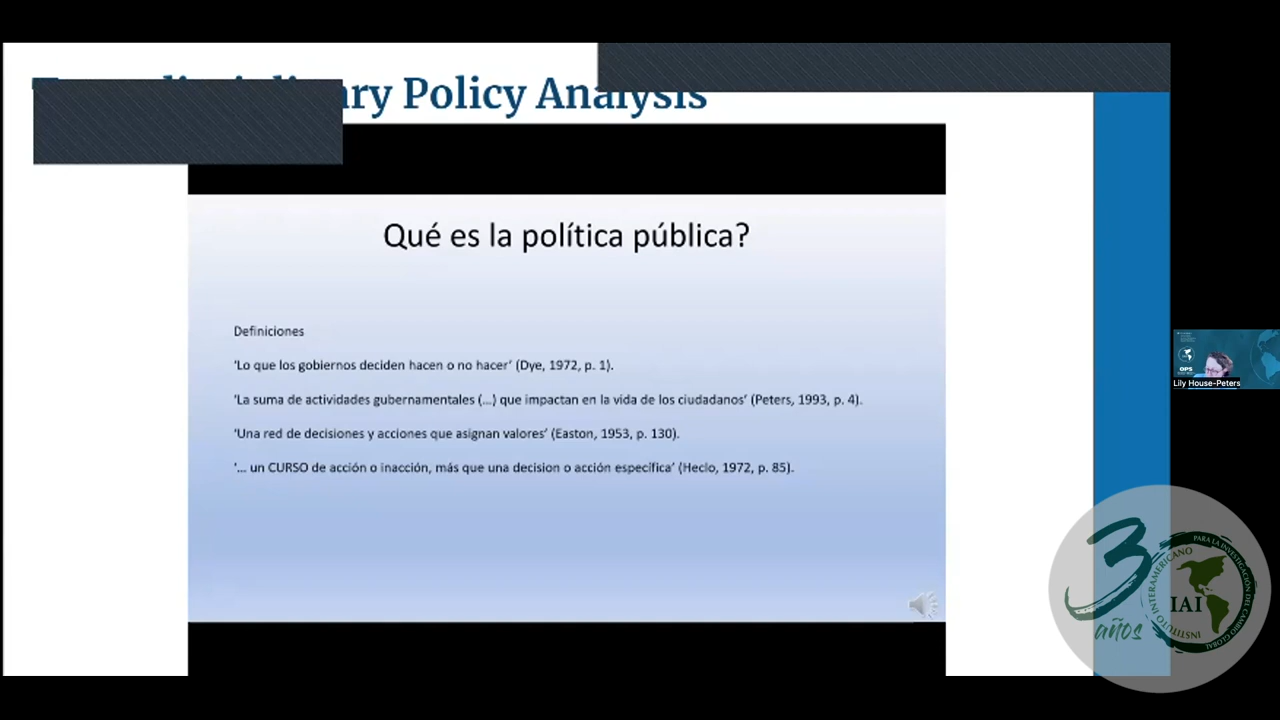 ary Policy Analysis
Qué es la política pública?
Definiciones
‘Lo que los gobiernos deciden hacen o no hacer’ (Dye, 1972, p. 1).
‘La suma de actividades gubernamentales (...) que impactan en la vida de los ciudadanos’ (Peters, 1993, p. 4).
‘Una red de decisiones y acciones que asignan valores’ (Easton, 1953, p. 130).
‘... un CURSO de acción o inacción, más que una decision o acción especifica’ (Heclo, 1972, p. 85).
OPS
Lily House-Peters
3
años
INSTITUTO INTERAMERICANO PARA LA INVESTIGACIÓN DEL CAMBIO GLOBAL
IAI